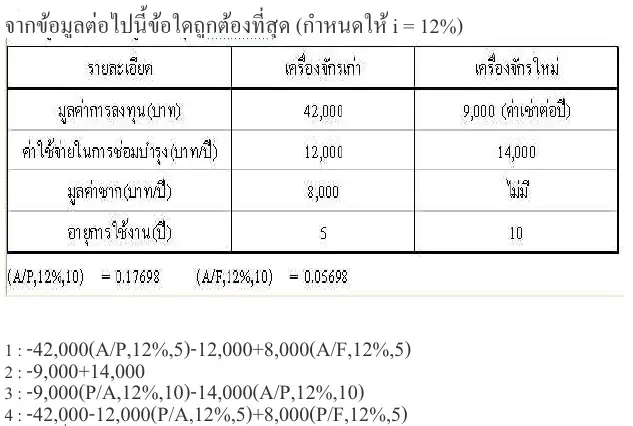 จากข้อมูลต่อไปนี้ข้อใดถูกต้องที่สุด (กำหนดให้ i = 12%)
รายละเอียด เครื่องจักรเก่า เครื่องจักรใหม่
มูลค่าการลงทุน(บาท) 42,000 9,000 (ค่าเช่าต่อปี)
ค่าใช้จ่ายในการซ่อมบำรุง(บาท/ปี) 12,000 14,000
มูลค่าซาก(บาท/ปี) 8,000 ไม่มี
อายุการใช้งาน(ปี) 5 10
(A/P,12%,10) = 0.17698 (A/F,12%,10) = 0.05698
1 : -42,000(A/P,12%,5)-12,000+8,000(A/F,12%,5)
2 : -9,000+14,000
3 : -9,000(P/A,12%,10)-14,000(A/P,12%,10)
4 : -42,000-12,000(P/A,12%,5)+8,000(P/F,12%,5)